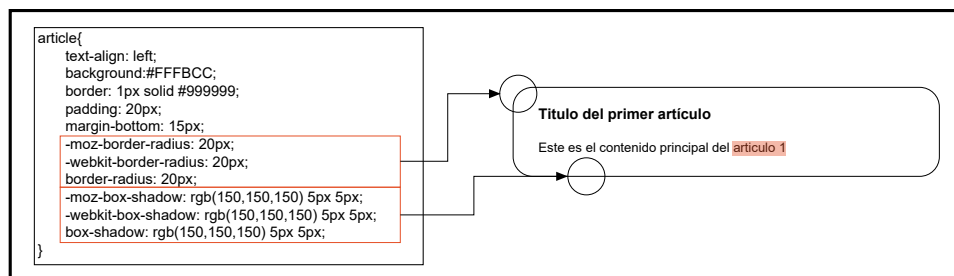 article{
text-align: left;
background:#FFFBCC;
border: 1px solid #999999;
padding: 20px;
margin-bottom: 15px;
-moz-border-radius: 20px;
-webkit-border-radius: 20px;
border-radius: 20px;
-moz-box-shadow: rgb(150,150,150) 5px 5px;
-webkit-box-shadow: rgb(150,150,150) 5px 5px;
box-shadow: rgb(150,150,150) 5px 5px;
}
Titulo del primer artículo
Este es el contenido principal del articulo 1